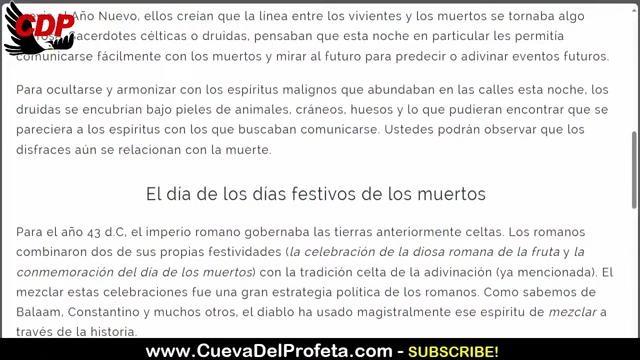 CDP
l Año Nuevo, ellos creían que la línea entre los vivientes y los muertos se tornaba algo
Sacerdotes célticos o druidas, pensaban que esta noche en particular les permitía
comunicarse fácilmente con los muertos y mirar al futuro para predecir o adivinar eventos futuros.
Para ocultarse y armonizar con los espíritus malignos que abundaban en las calles esta noche, los
druidas se encubrían bajo pieles de animales, cráneos, huesos y lo que pudieran encontrar que se
pareciera a los espíritus con los que buscaban comunicarse. Ustedes podrán observar que los
disfraces aún se relacionan con la muerte.
El día de los días festivos de los muertos
Para el año 43 d.C, el imperio romano gobernaba las tierras anteriormente celtas. Los romanos
combinaron dos de sus propias festividades (la celebración de la diosa romana de la fruta y la
conmemoración del día de los muertos) con la tradición celta de la adivinación (ya mencionada). El
mezclar estas celebraciones fue una gran estrategia política de los romanos. Como sabemos de
Balaam, Constantino y muchos otros, el diablo ha usado magistralmente ese espíritu de mezclar a
través de la historia.
www.CuevaDelProfeta.com - SUBSCRIBE!